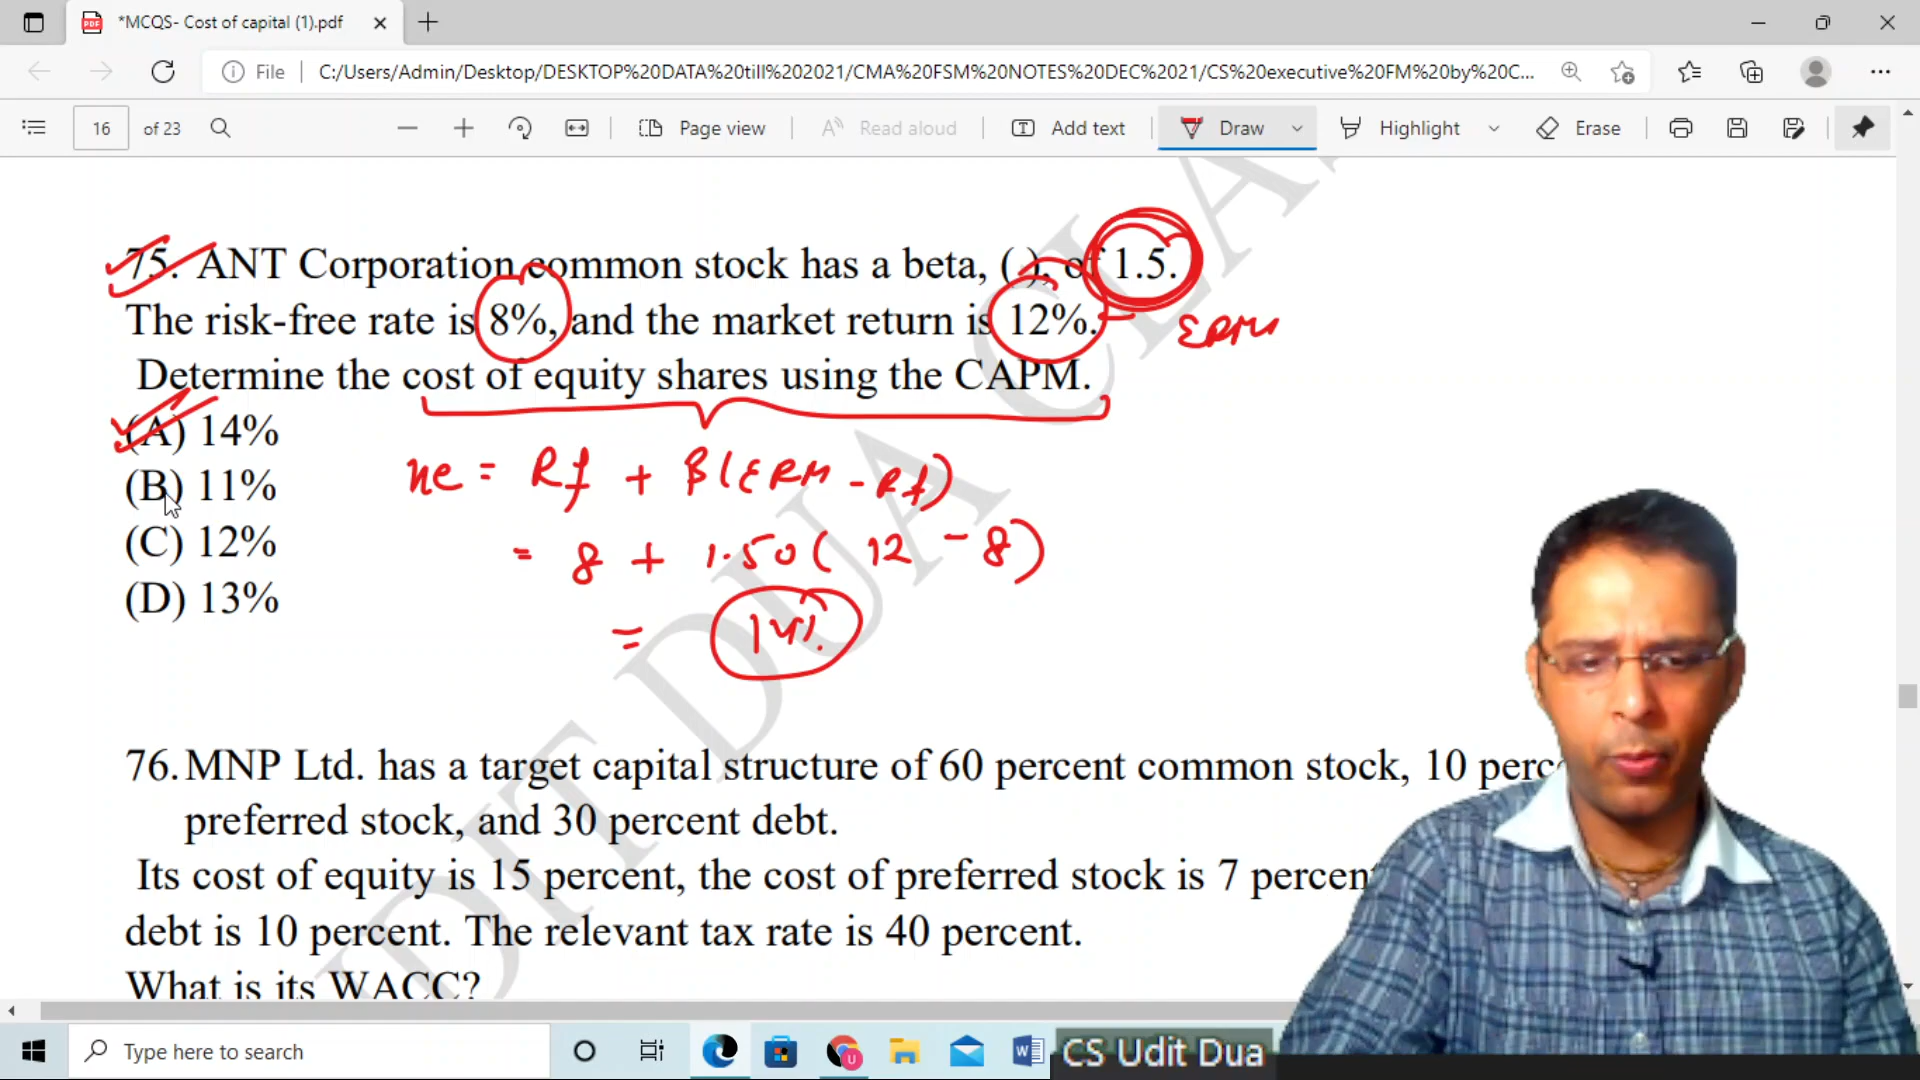 *MCQS- Cost of capital (1).pdf
File C:/Users/Admin/Desktop/DESKTOP%20DATA%20till%202021/CMA%20FSM%20NOTES%20DEC%2021/CS%20executive%20FM%20by%20C...
16 of 23 Page view Read aloud Add text Draw Highlight Erase
75. ANT Corporation common stock has a beta, ( ), of 1.5.
The risk-free rate is 8%, and the market return is 12%.
ERM
Determine the cost of equity shares using the CAPM.
(A) 14%
(B) 11%
(C) 12%
(D) 13%
Ke = Rf + β(ERM - Rf)
= 8 + 1.50( 12 - 8)
= 14%
76. MNP Ltd. has a target capital structure of 60 percent common stock, 10
preferred stock, and 30 percent debt.
Its cost of equity is 15 percent, the cost of preferred stock is 7 percent
debt is 10 percent. The relevant tax rate is 40 percent.
What is its WACC?
UDIT DUA CLA
Type here to search
CS Udit Dua